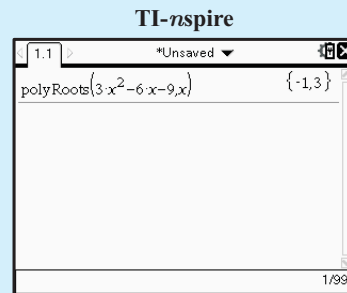 TI-nspire
1.1 *Unsaved
polyRoots(3·x²−6·x−9,x) {-1,3}
1/99